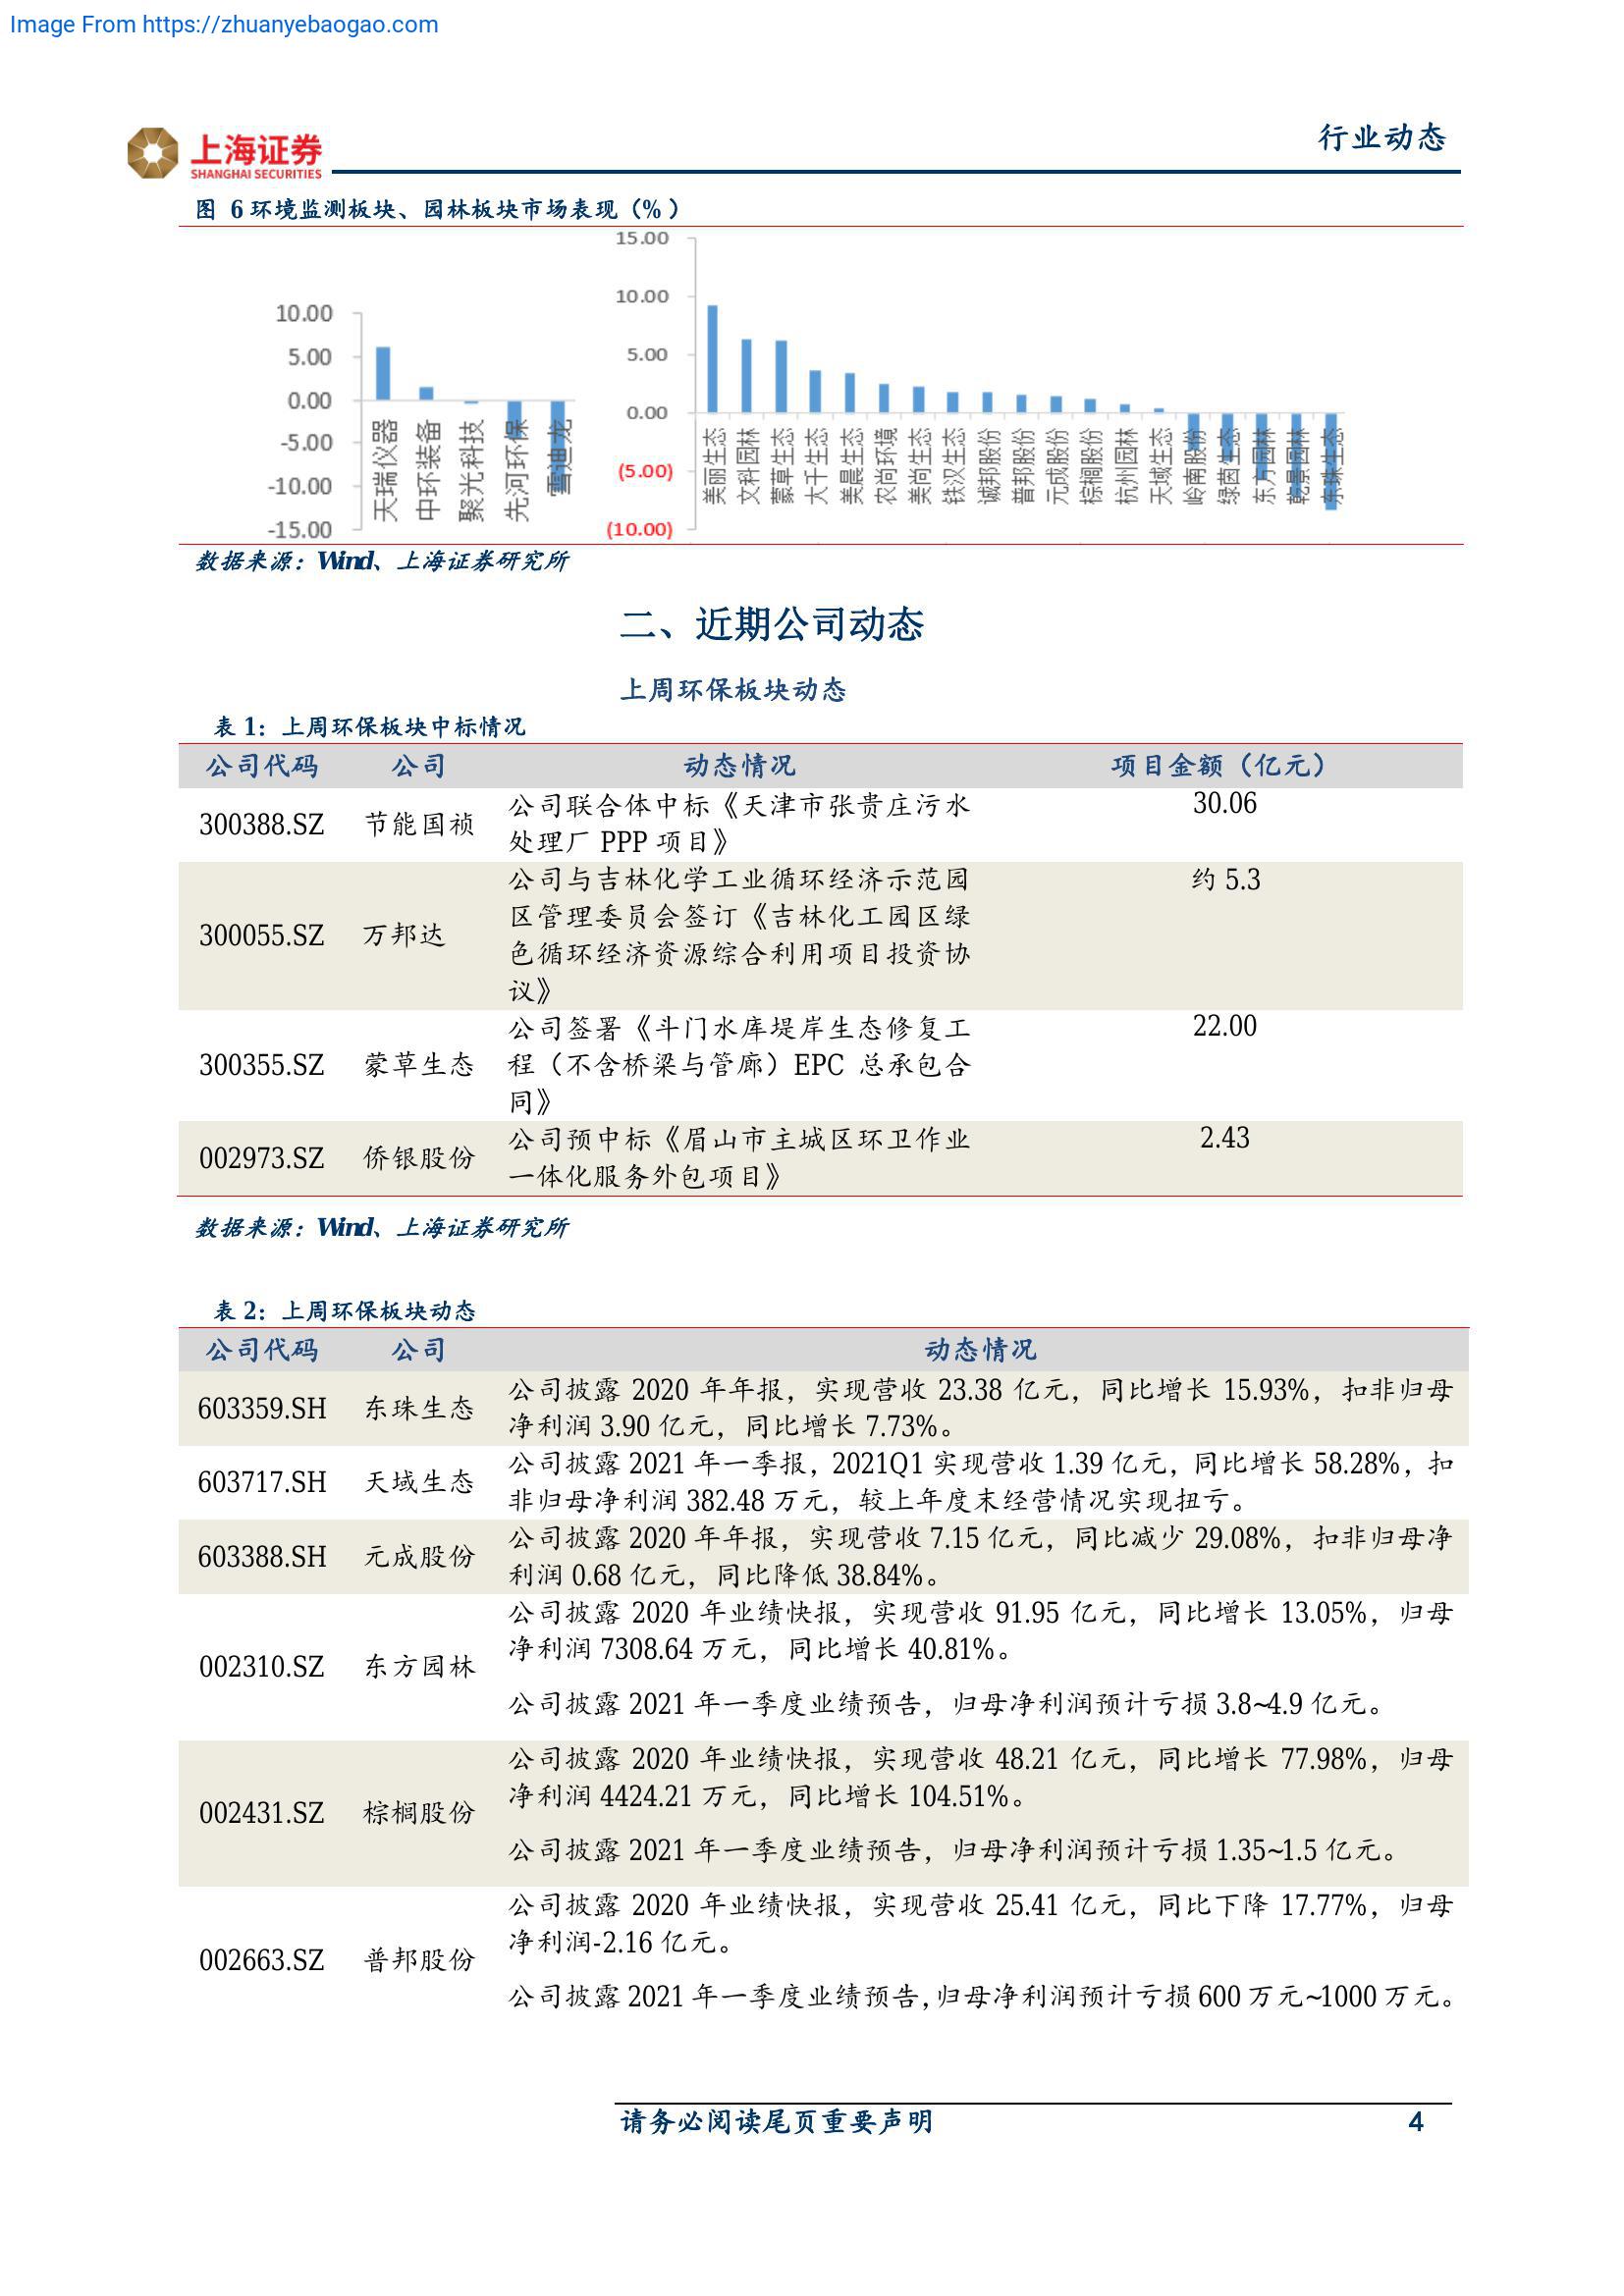 Image From https://zhuanyebaogao.com
上海证券
SHANGHAI SECURITIES
行业动态
图 6 环境监测板块、园林板块市场表现（%）
10.00
5.00
0.00
-5.00
-10.00
-15.00
天瑞仪器
中环装备
聚光科技
先河环保
雪迪龙
15.00
10.00
5.00
0.00
(5.00)
(10.00)
美丽生态
文科园林
蒙草生态
大千生态
美晨生态
农尚环境
美尚生态
铁汉生态
诚邦股份
普邦股份
元成股份
棕榈股份
杭州园林
天域生态
岭南股份
绿茵生态
东方园林
乾景园林
东珠生态
数据来源：Wind、上海证券研究所
二、近期公司动态
上周环保板块动态
表 1：上周环保板块中标情况
公司代码 公司 动态情况 项目金额（亿元）
300388.SZ 节能国祯 公司联合体中标《天津市张贵庄污水 30.06
处理厂 PPP 项目》
300055.SZ 万邦达 公司与吉林化学工业循环经济示范园 约 5.3
区管理委员会签订《吉林化工园区绿
色循环经济资源综合利用项目投资协
议》
300355.SZ 蒙草生态 公司签署《斗门水库堤岸生态修复工 22.00
程（不含桥梁与管廊）EPC 总承包合
同》
002973.SZ 侨银股份 公司预中标《眉山市主城区环卫作业 2.43
一体化服务外包项目》
数据来源：Wind、上海证券研究所
表 2：上周环保板块动态
公司代码 公司 动态情况
603359.SH 东珠生态 公司披露 2020 年年报，实现营收 23.38 亿元，同比增长 15.93%，扣非归母
净利润 3.90 亿元，同比增长 7.73%。
603717.SH 天域生态 公司披露 2021 年一季报，2021Q1 实现营收 1.39 亿元，同比增长 58.28%，扣
非归母净利润 382.48 万元，较上年度末经营情况实现扭亏。
603388.SH 元成股份 公司披露 2020 年年报，实现营收 7.15 亿元，同比减少 29.08%，扣非归母净
利润 0.68 亿元，同比降低 38.84%。
002310.SZ 东方园林 公司披露 2020 年业绩快报，实现营收 91.95 亿元，同比增长 13.05%，归母
净利润 7308.64 万元，同比增长 40.81%。
公司披露 2021 年一季度业绩预告，归母净利润预计亏损 3.8~4.9 亿元。
002431.SZ 棕榈股份 公司披露 2020 年业绩快报，实现营收 48.21 亿元，同比增长 77.98%，归母
净利润 4424.21 万元，同比增长 104.51%。
公司披露 2021 年一季度业绩预告，归母净利润预计亏损 1.35~1.5 亿元。
002663.SZ 普邦股份 公司披露 2020 年业绩快报，实现营收 25.41 亿元，同比下降 17.77%，归母
净利润-2.16 亿元。
公司披露 2021 年一季度业绩预告，归母净利润预计亏损 600 万元~1000 万元。
请务必阅读尾页重要声明 4